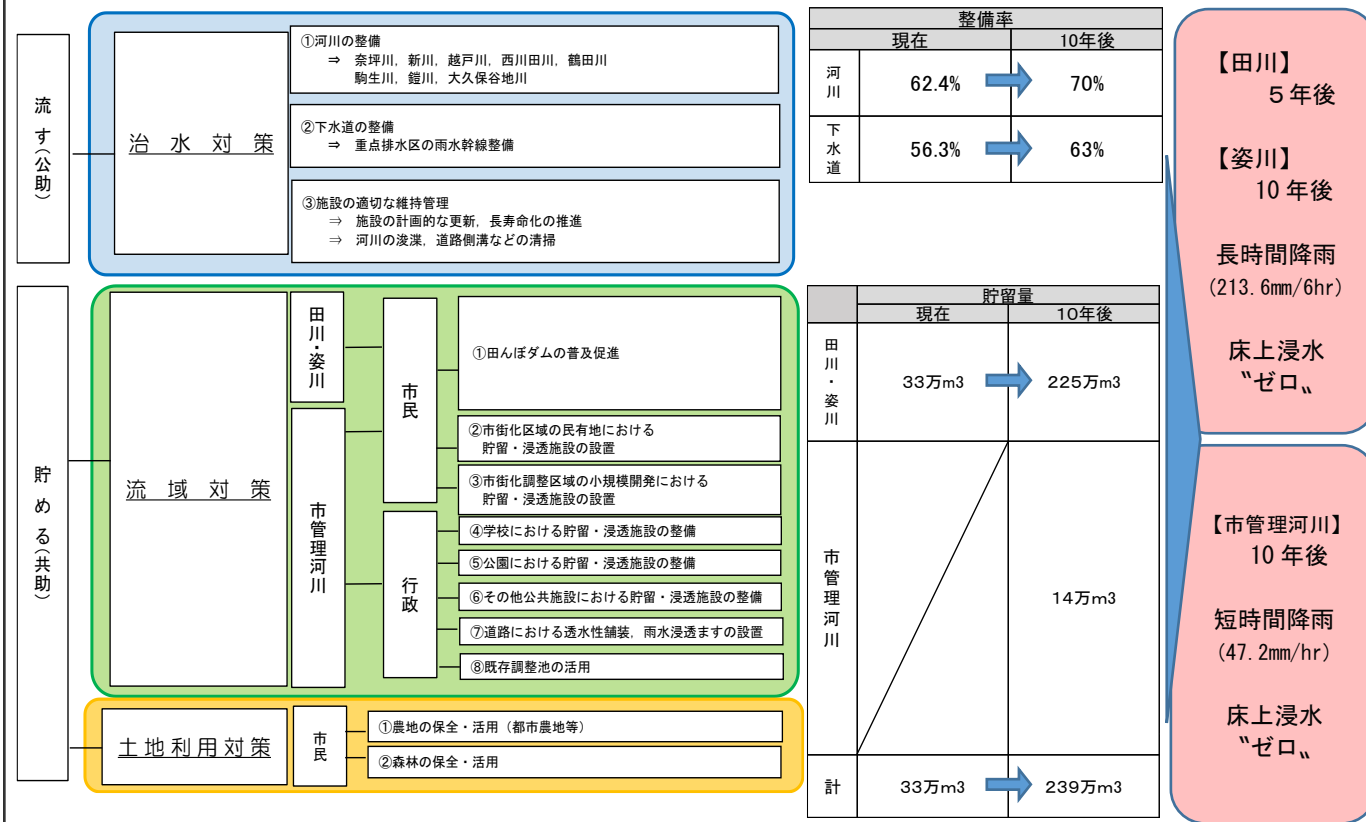 流す(公助)
治水対策
①河川の整備
⇒ 奈坪川，新川，越戸川，西川田川，鶴田川
駒生川，鎧川，大久保谷地川
②下水道の整備
⇒ 重点排水区の雨水幹線整備
③施設の適切な維持管理
⇒ 施設の計画的な更新，長寿命化の推進
⇒ 河川の浚渫，道路側溝などの清掃
整備率
現在 10年後
河川 62.4% 70%
下水道 56.3% 63%
貯める(共助)
流域対策
田川・姿川
市管理河川
市民
①田んぼダムの普及促進
②市街化区域の民有地における
貯留・浸透施設の設置
③市街化調整区域の小規模開発における
貯留・浸透施設の設置
行政
④学校における貯留・浸透施設の整備
⑤公園における貯留・浸透施設の整備
⑥その他公共施設における貯留・浸透施設の整備
⑦道路における透水性舗装，雨水浸透ますの設置
⑧既存調整池の活用
土地利用対策
市民
①農地の保全・活用（都市農地等）
②森林の保全・活用
貯留量
現在 10年後
田川・姿川 33万m3 225万m3
市管理河川 14万m3
計 33万m3 239万m3
【田川】
5年後
【姿川】
10年後
長時間降雨
(213.6mm/6hr)
床上浸水
〝ゼロ〟
【市管理河川】
10年後
短時間降雨
(47.2mm/hr)
床上浸水
〝ゼロ〟